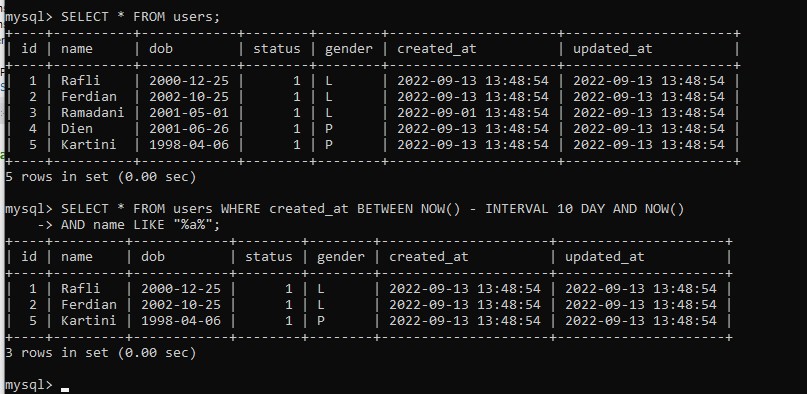 mysql> SELECT * FROM users;
+----+----------+------------+--------+--------+---------------------+---------------------+
| id | name     | dob        | status | gender | created_at          | updated_at          |
+----+----------+------------+--------+--------+---------------------+---------------------+
|  1 | Rafli    | 2000-12-25 |      1 | L      | 2022-09-13 13:48:54 | 2022-09-13 13:48:54 |
|  2 | Ferdian  | 2002-10-25 |      1 | L      | 2022-09-13 13:48:54 | 2022-09-13 13:48:54 |
|  3 | Ramadani | 2001-05-01 |      1 | L      | 2022-09-01 13:48:54 | 2022-09-13 13:48:54 |
|  4 | Dien     | 2001-06-26 |      1 | P      | 2022-09-13 13:48:54 | 2022-09-13 13:48:54 |
|  5 | Kartini  | 1998-04-06 |      1 | P      | 2022-09-13 13:48:54 | 2022-09-13 13:48:54 |
+----+----------+------------+--------+--------+---------------------+---------------------+
5 rows in set (0.00 sec)
mysql> SELECT * FROM users WHERE created_at BETWEEN NOW() - INTERVAL 10 DAY AND NOW()
    -> AND name LIKE "%a%";
+----+---------+------------+--------+--------+---------------------+---------------------+
| id | name    | dob        | status | gender | created_at          | updated_at          |
+----+---------+------------+--------+--------+---------------------+---------------------+
|  1 | Rafli   | 2000-12-25 |      1 | L      | 2022-09-13 13:48:54 | 2022-09-13 13:48:54 |
|  2 | Ferdian | 2002-10-25 |      1 | L      | 2022-09-13 13:48:54 | 2022-09-13 13:48:54 |
|  5 | Kartini | 1998-04-06 |      1 | P      | 2022-09-13 13:48:54 | 2022-09-13 13:48:54 |
+----+---------+------------+--------+--------+---------------------+---------------------+
3 rows in set (0.00 sec)
mysql>